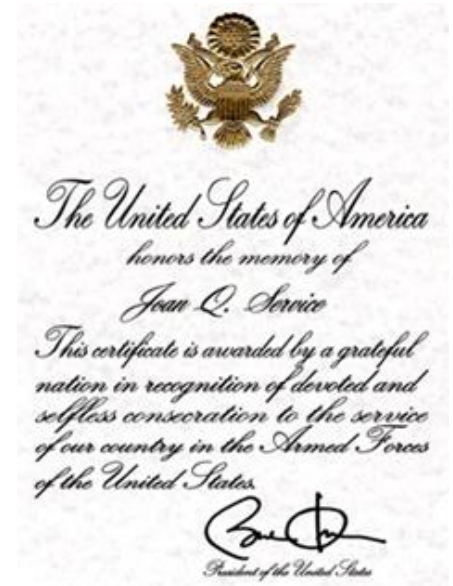 The United States of America
honors the memory of
Joan Q. Service
This certificate is awarded by a grateful
nation in recognition of devoted and
selfless consecration to the service
of our country in the Armed Forces
of the United States.
President of the United States